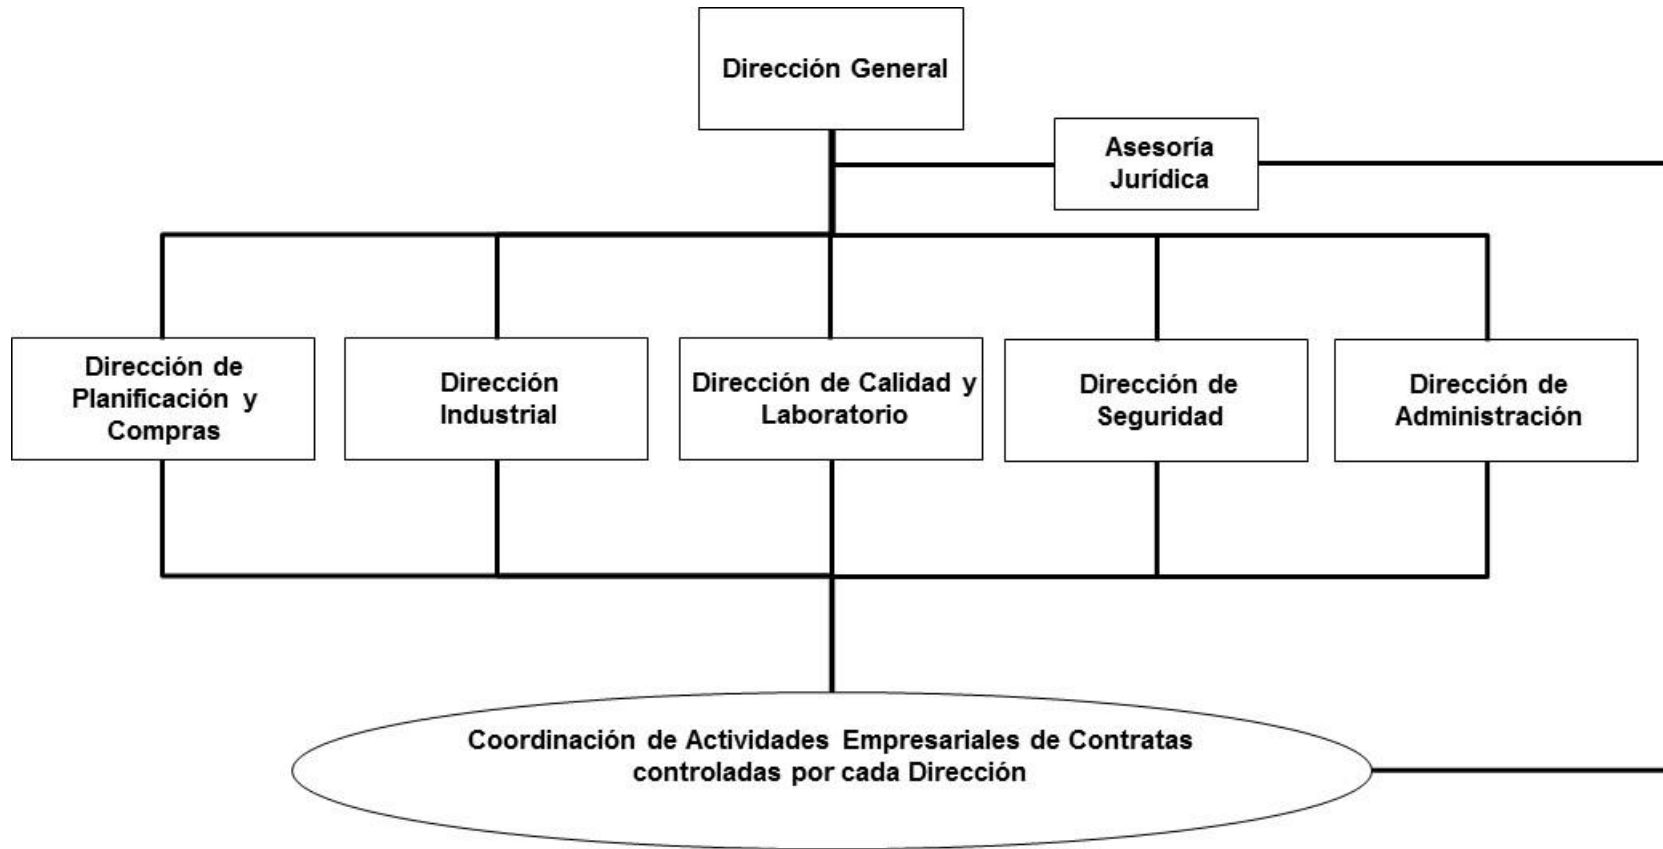 Dirección General
Asesoría
Jurídica
Dirección de
Planificación y
Compras
Dirección
Industrial
Dirección de Calidad y
Laboratorio
Dirección de
Seguridad
Dirección de
Administración
Coordinación de Actividades Empresariales de Contratas
controladas por cada Dirección